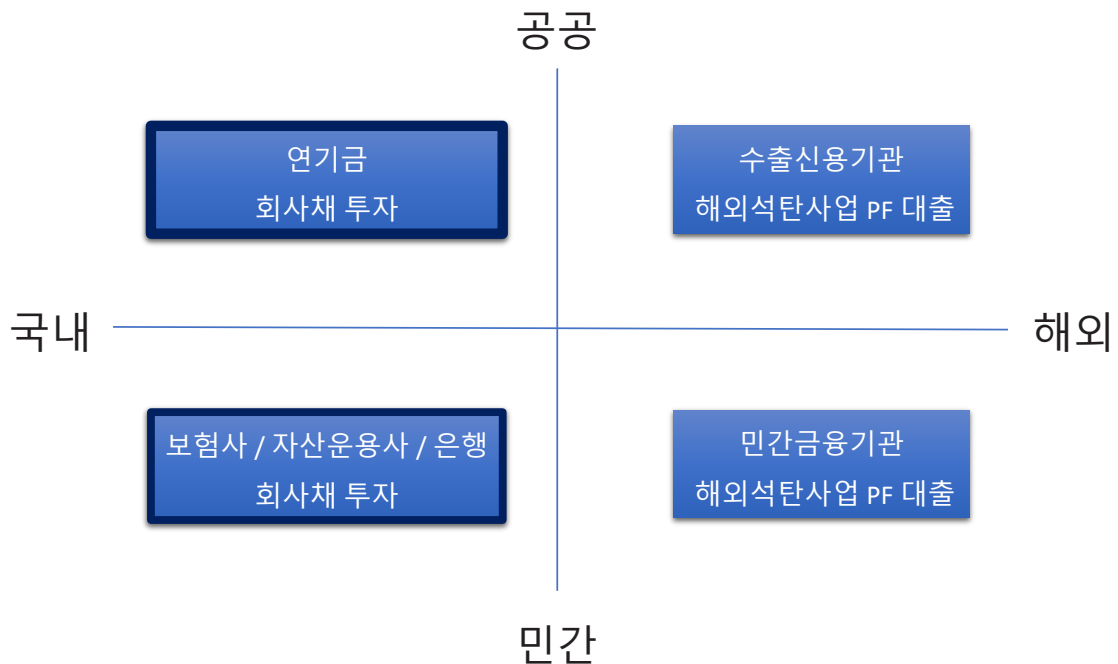 공공
연기금
회사채 투자
수출신용기관
해외석탄사업 PF 대출
국내
해외
보험사 / 자산운용사 / 은행
회사채 투자
민간금융기관
해외석탄사업 PF 대출
민간